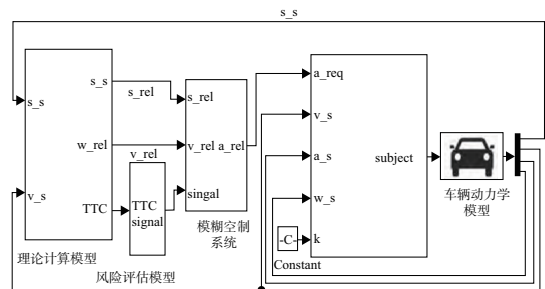 s_s
s_s
v_s
s_s
w_rel
TTC
理论计算模型
s_rel
v_rel
TTC
signal
风险评估模型
s_rel
v_rel
a_rel
singal
模糊空制
系统
a_req
v_s
a_s
w_s
k
subject
-C-
Constant
车辆动力学
模型